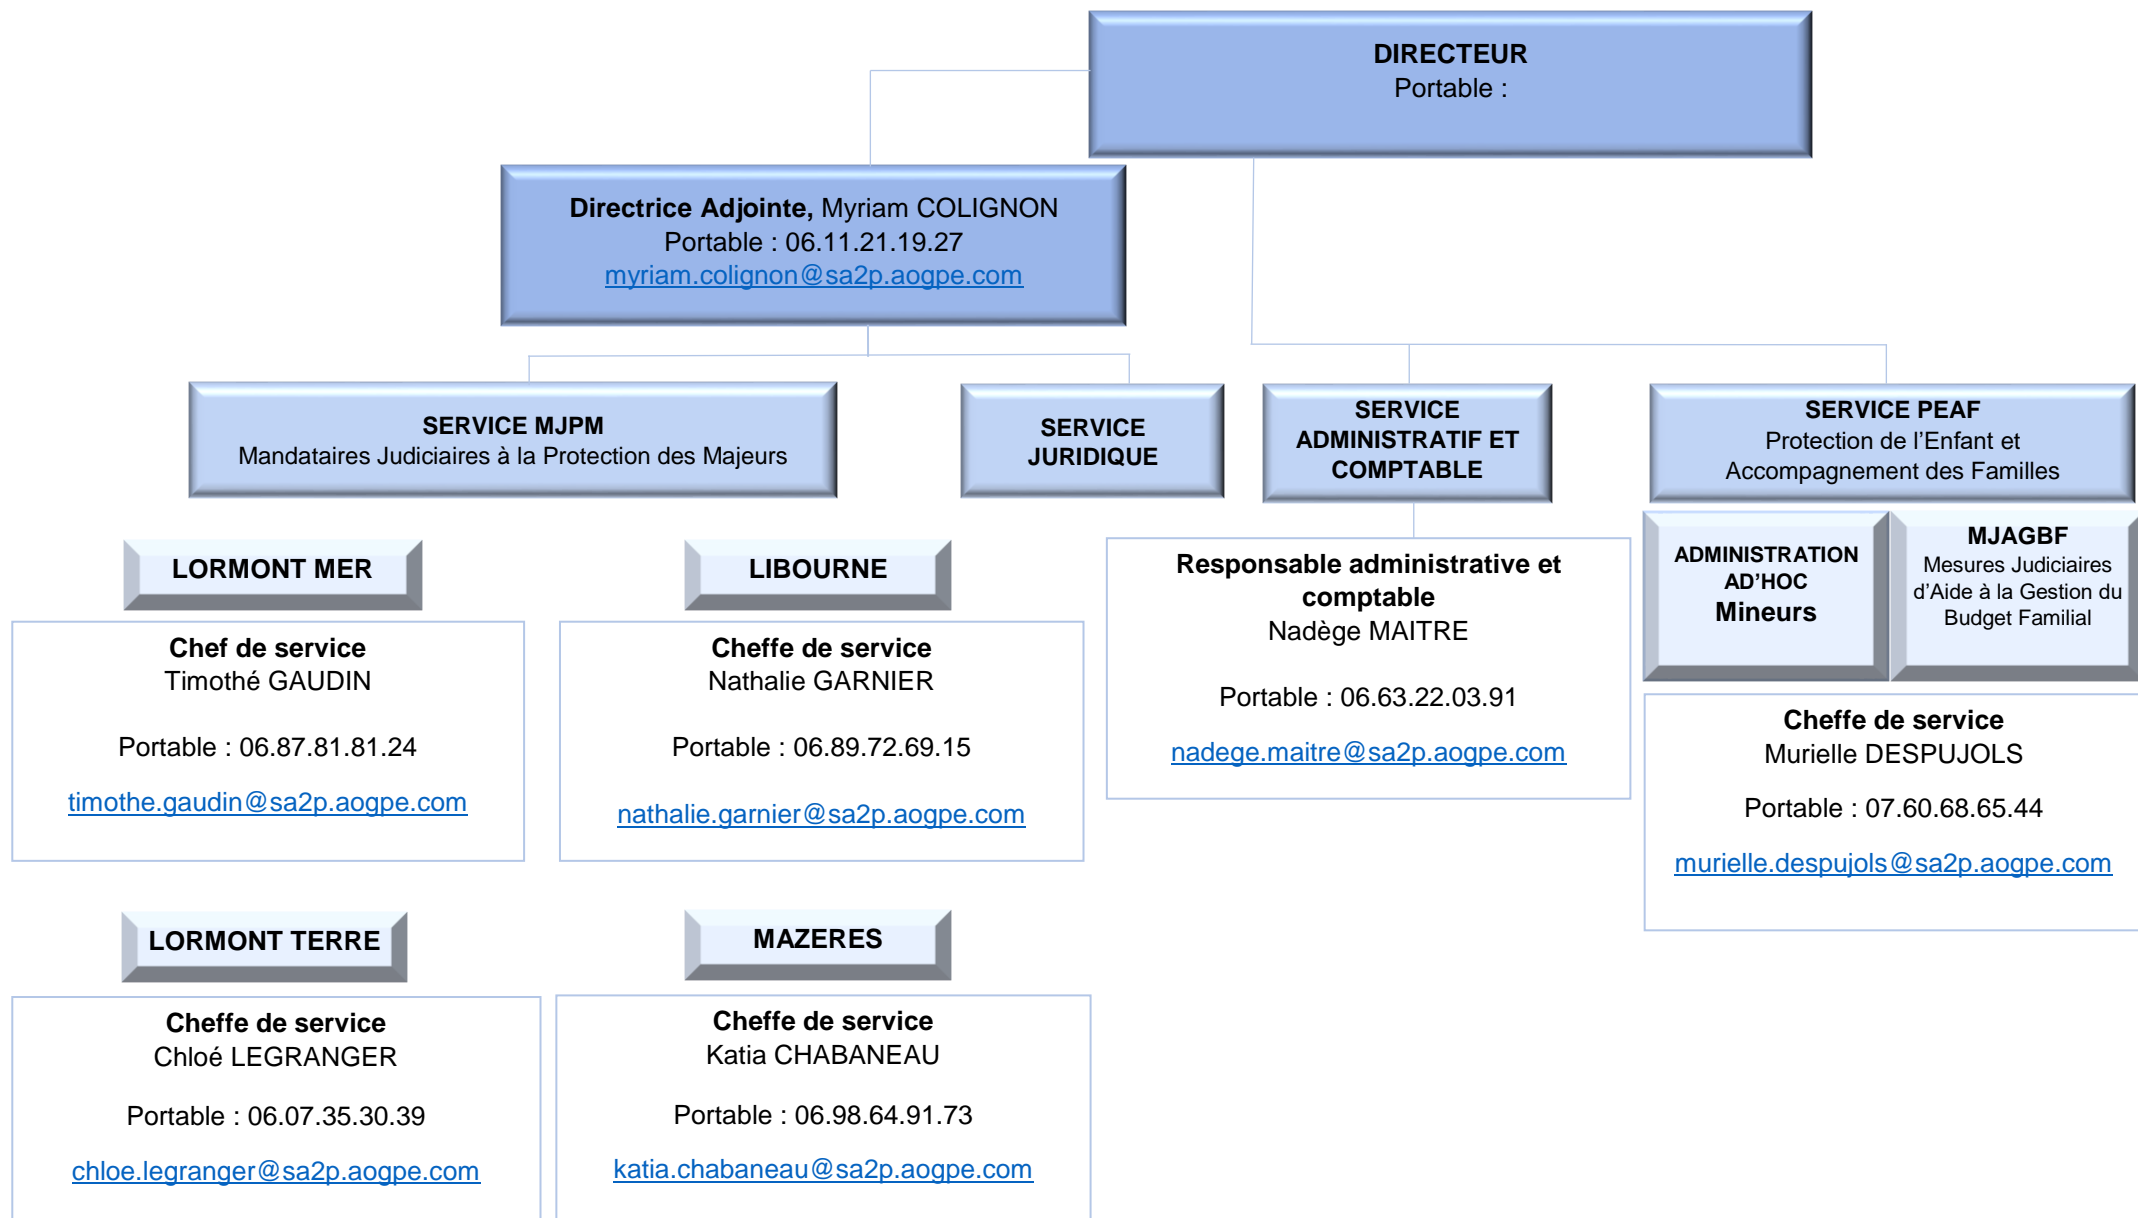 DIRECTEUR
Portable :
Directrice Adjointe, Myriam COLIGNON
Portable : 06.11.21.19.27
myriam.colignon@sa2p.aogpe.com
SERVICE MJPM
Mandataires Judiciaires à la Protection des Majeurs
SERVICE
JURIDIQUE
SERVICE
ADMINISTRATIF ET
COMPTABLE
SERVICE PEAF
Protection de l’Enfant et
Accompagnement des Familles
LORMONT MER
Chef de service
Timothé GAUDIN
Portable : 06.87.81.81.24
timothe.gaudin@sa2p.aogpe.com
LIBOURNE
Cheffe de service
Nathalie GARNIER
Portable : 06.89.72.69.15
nathalie.garnier@sa2p.aogpe.com
Responsable administrative et
comptable
Nadège MAITRE
Portable : 06.63.22.03.91
nadege.maitre@sa2p.aogpe.com
ADMINISTRATION
AD’HOC
Mineurs
MJAGBF
Mesures Judiciaires
d’Aide à la Gestion du
Budget Familial
Cheffe de service
Murielle DESPUJOLS
Portable : 07.60.68.65.44
murielle.despujols@sa2p.aogpe.com
LORMONT TERRE
Cheffe de service
Chloé LEGRANGER
Portable : 06.07.35.30.39
chloe.legranger@sa2p.aogpe.com
MAZERES
Cheffe de service
Katia CHABANEAU
Portable : 06.98.64.91.73
katia.chabaneau@sa2p.aogpe.com